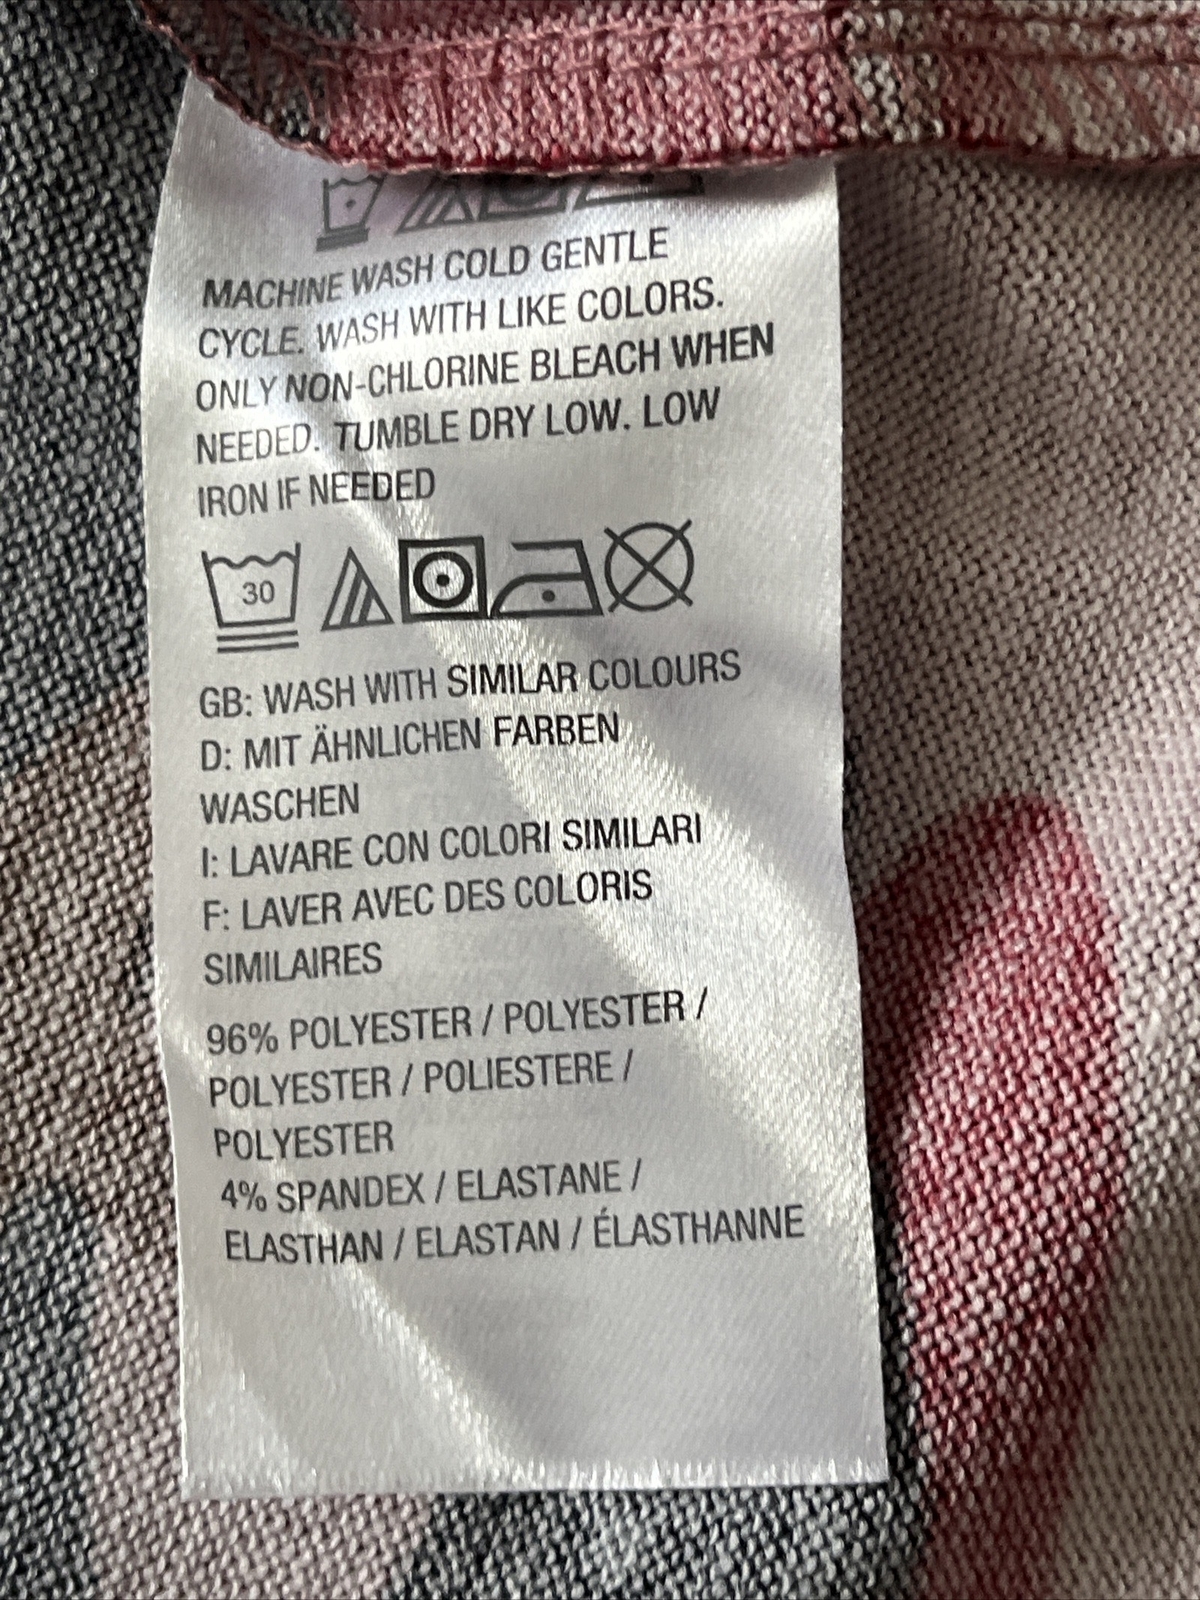 MACHINE WASH COLD GENTLE
CYCLE. WASH WITH LIKE COLORS.
ONLY NON-CHLORINE BLEACH WHEN
NEEDED. TUMBLE DRY LOW. LOW
IRON IF NEEDED
30
GB: WASH WITH SIMILAR COLOURS
D: MIT ÄHNLICHEN FARBEN
WASCHEN
I: LAVARE CON COLORI SIMILARI
F: LAVER AVEC DES COLORIS
SIMILAIRES
96% POLYESTER / POLYESTER /
POLYESTER / POLIESTERE /
POLYESTER
4% SPANDEX / ELASTANE /
ELASTHAN / ELASTAN / ÉLASTHANNE